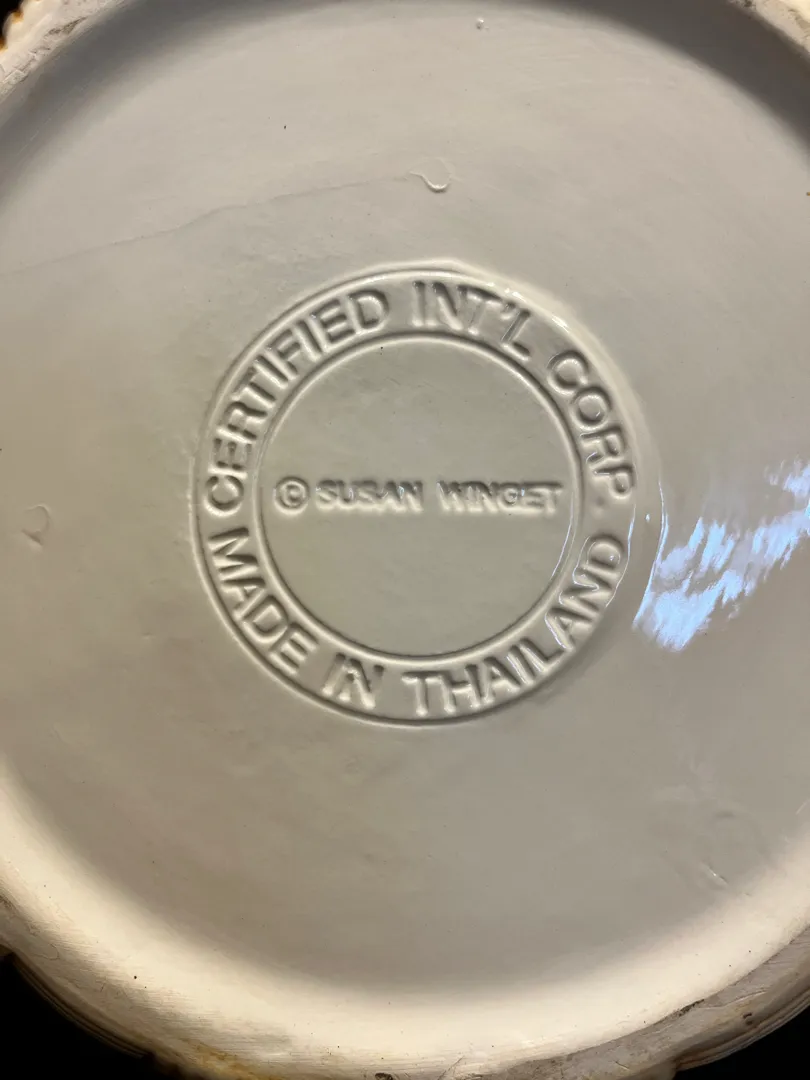 CERTIFIED INT'L CORP.
© SUSAN WINGET
MADE IN THAILAND